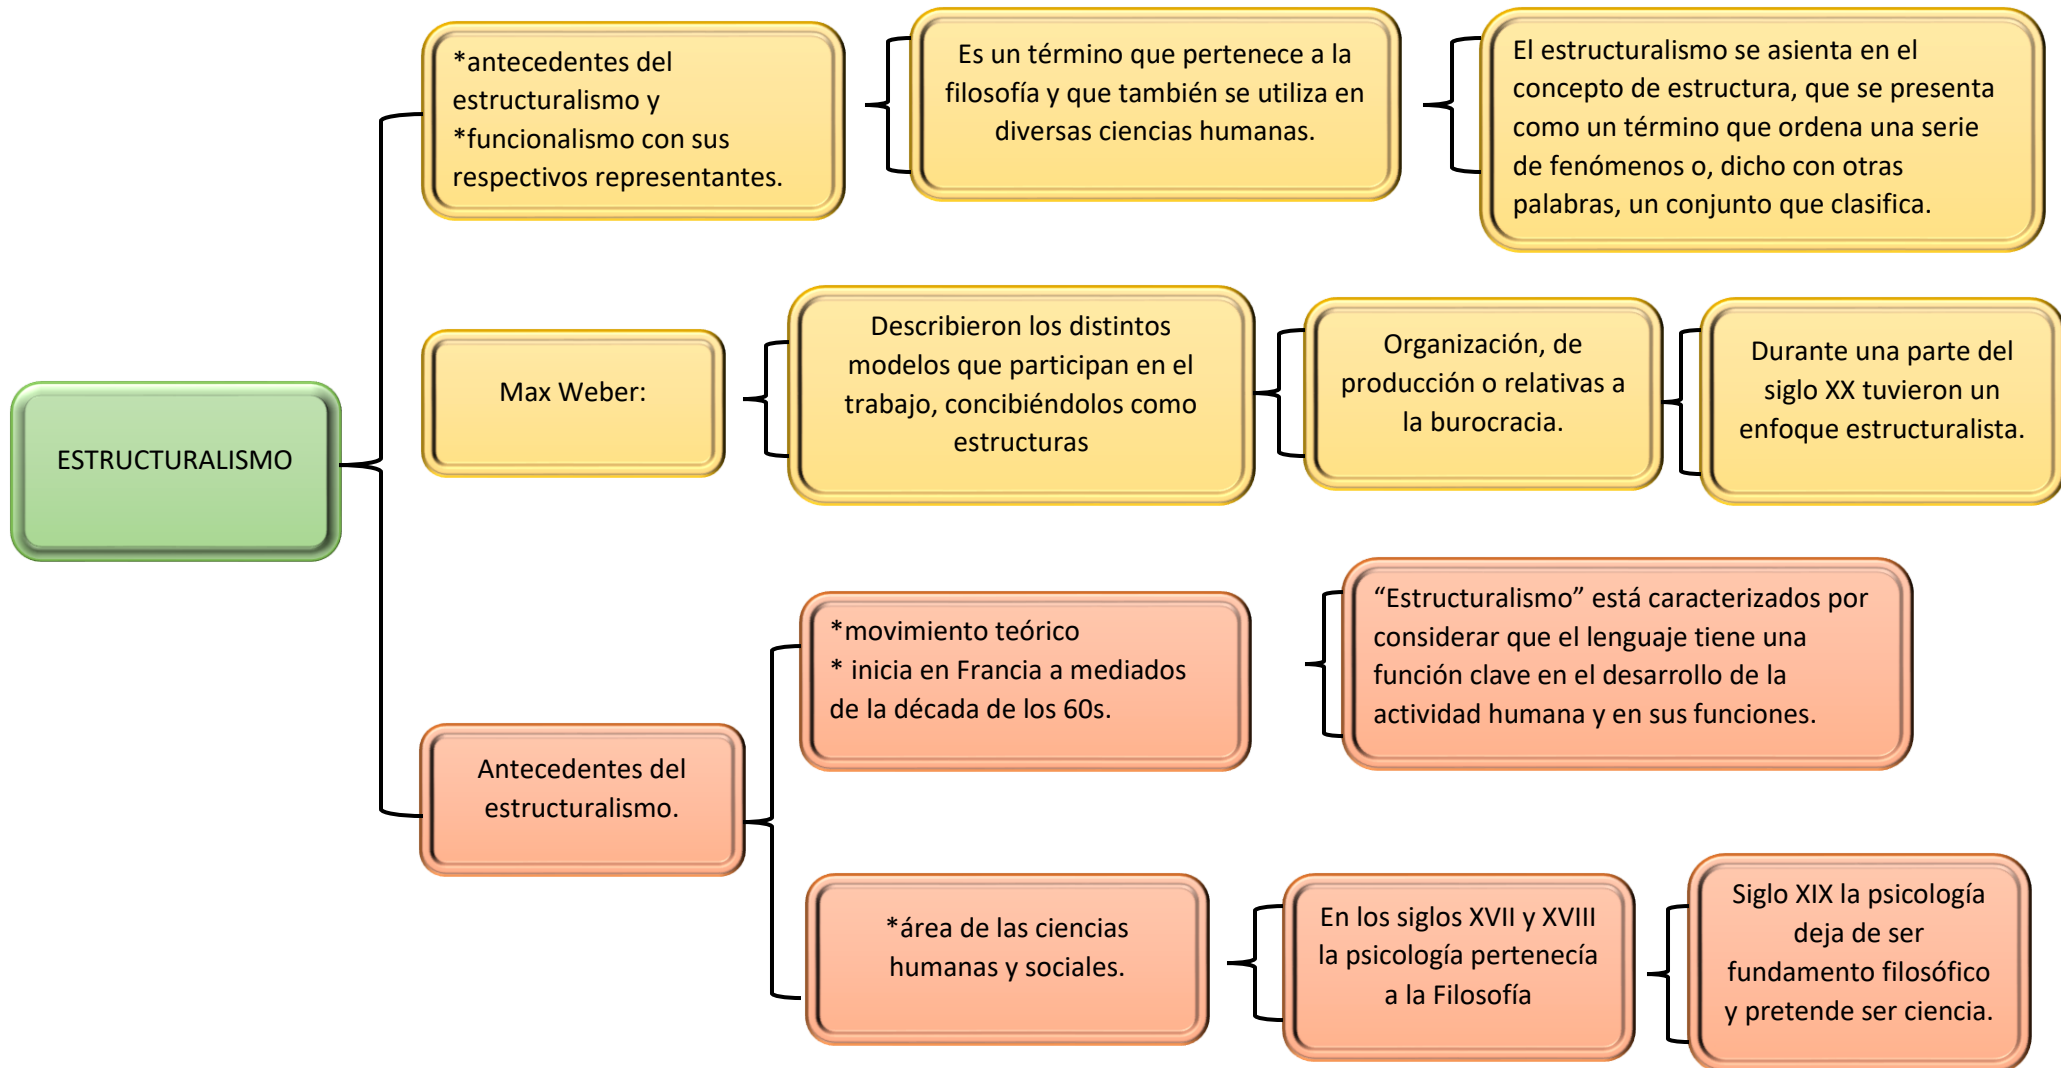 ESTRUCTURALISMO
*antecedentes del
estructuralismo y
*funcionalismo con sus
respectivos representantes.
Es un término que pertenece a la
filosofía y que también se utiliza en
diversas ciencias humanas.
El estructuralismo se asienta en el
concepto de estructura, que se presenta
como un término que ordena una serie
de fenómenos o, dicho con otras
palabras, un conjunto que clasifica.
Max Weber:
Describieron los distintos
modelos que participan en el
trabajo, concibiéndolos como
estructuras
Organización, de
producción o relativas a
la burocracia.
Durante una parte del
siglo XX tuvieron un
enfoque estructuralista.
Antecedentes del
estructuralismo.
*movimiento teórico
* inicia en Francia a mediados
de la década de los 60s.
“Estructuralismo” está caracterizados por
considerar que el lenguaje tiene una
función clave en el desarrollo de la
actividad humana y en sus funciones.
*área de las ciencias
humanas y sociales.
En los siglos XVII y XVIII
la psicología pertenecía
a la Filosofía
Siglo XIX la psicología
deja de ser
fundamento filosófico
y pretende ser ciencia.